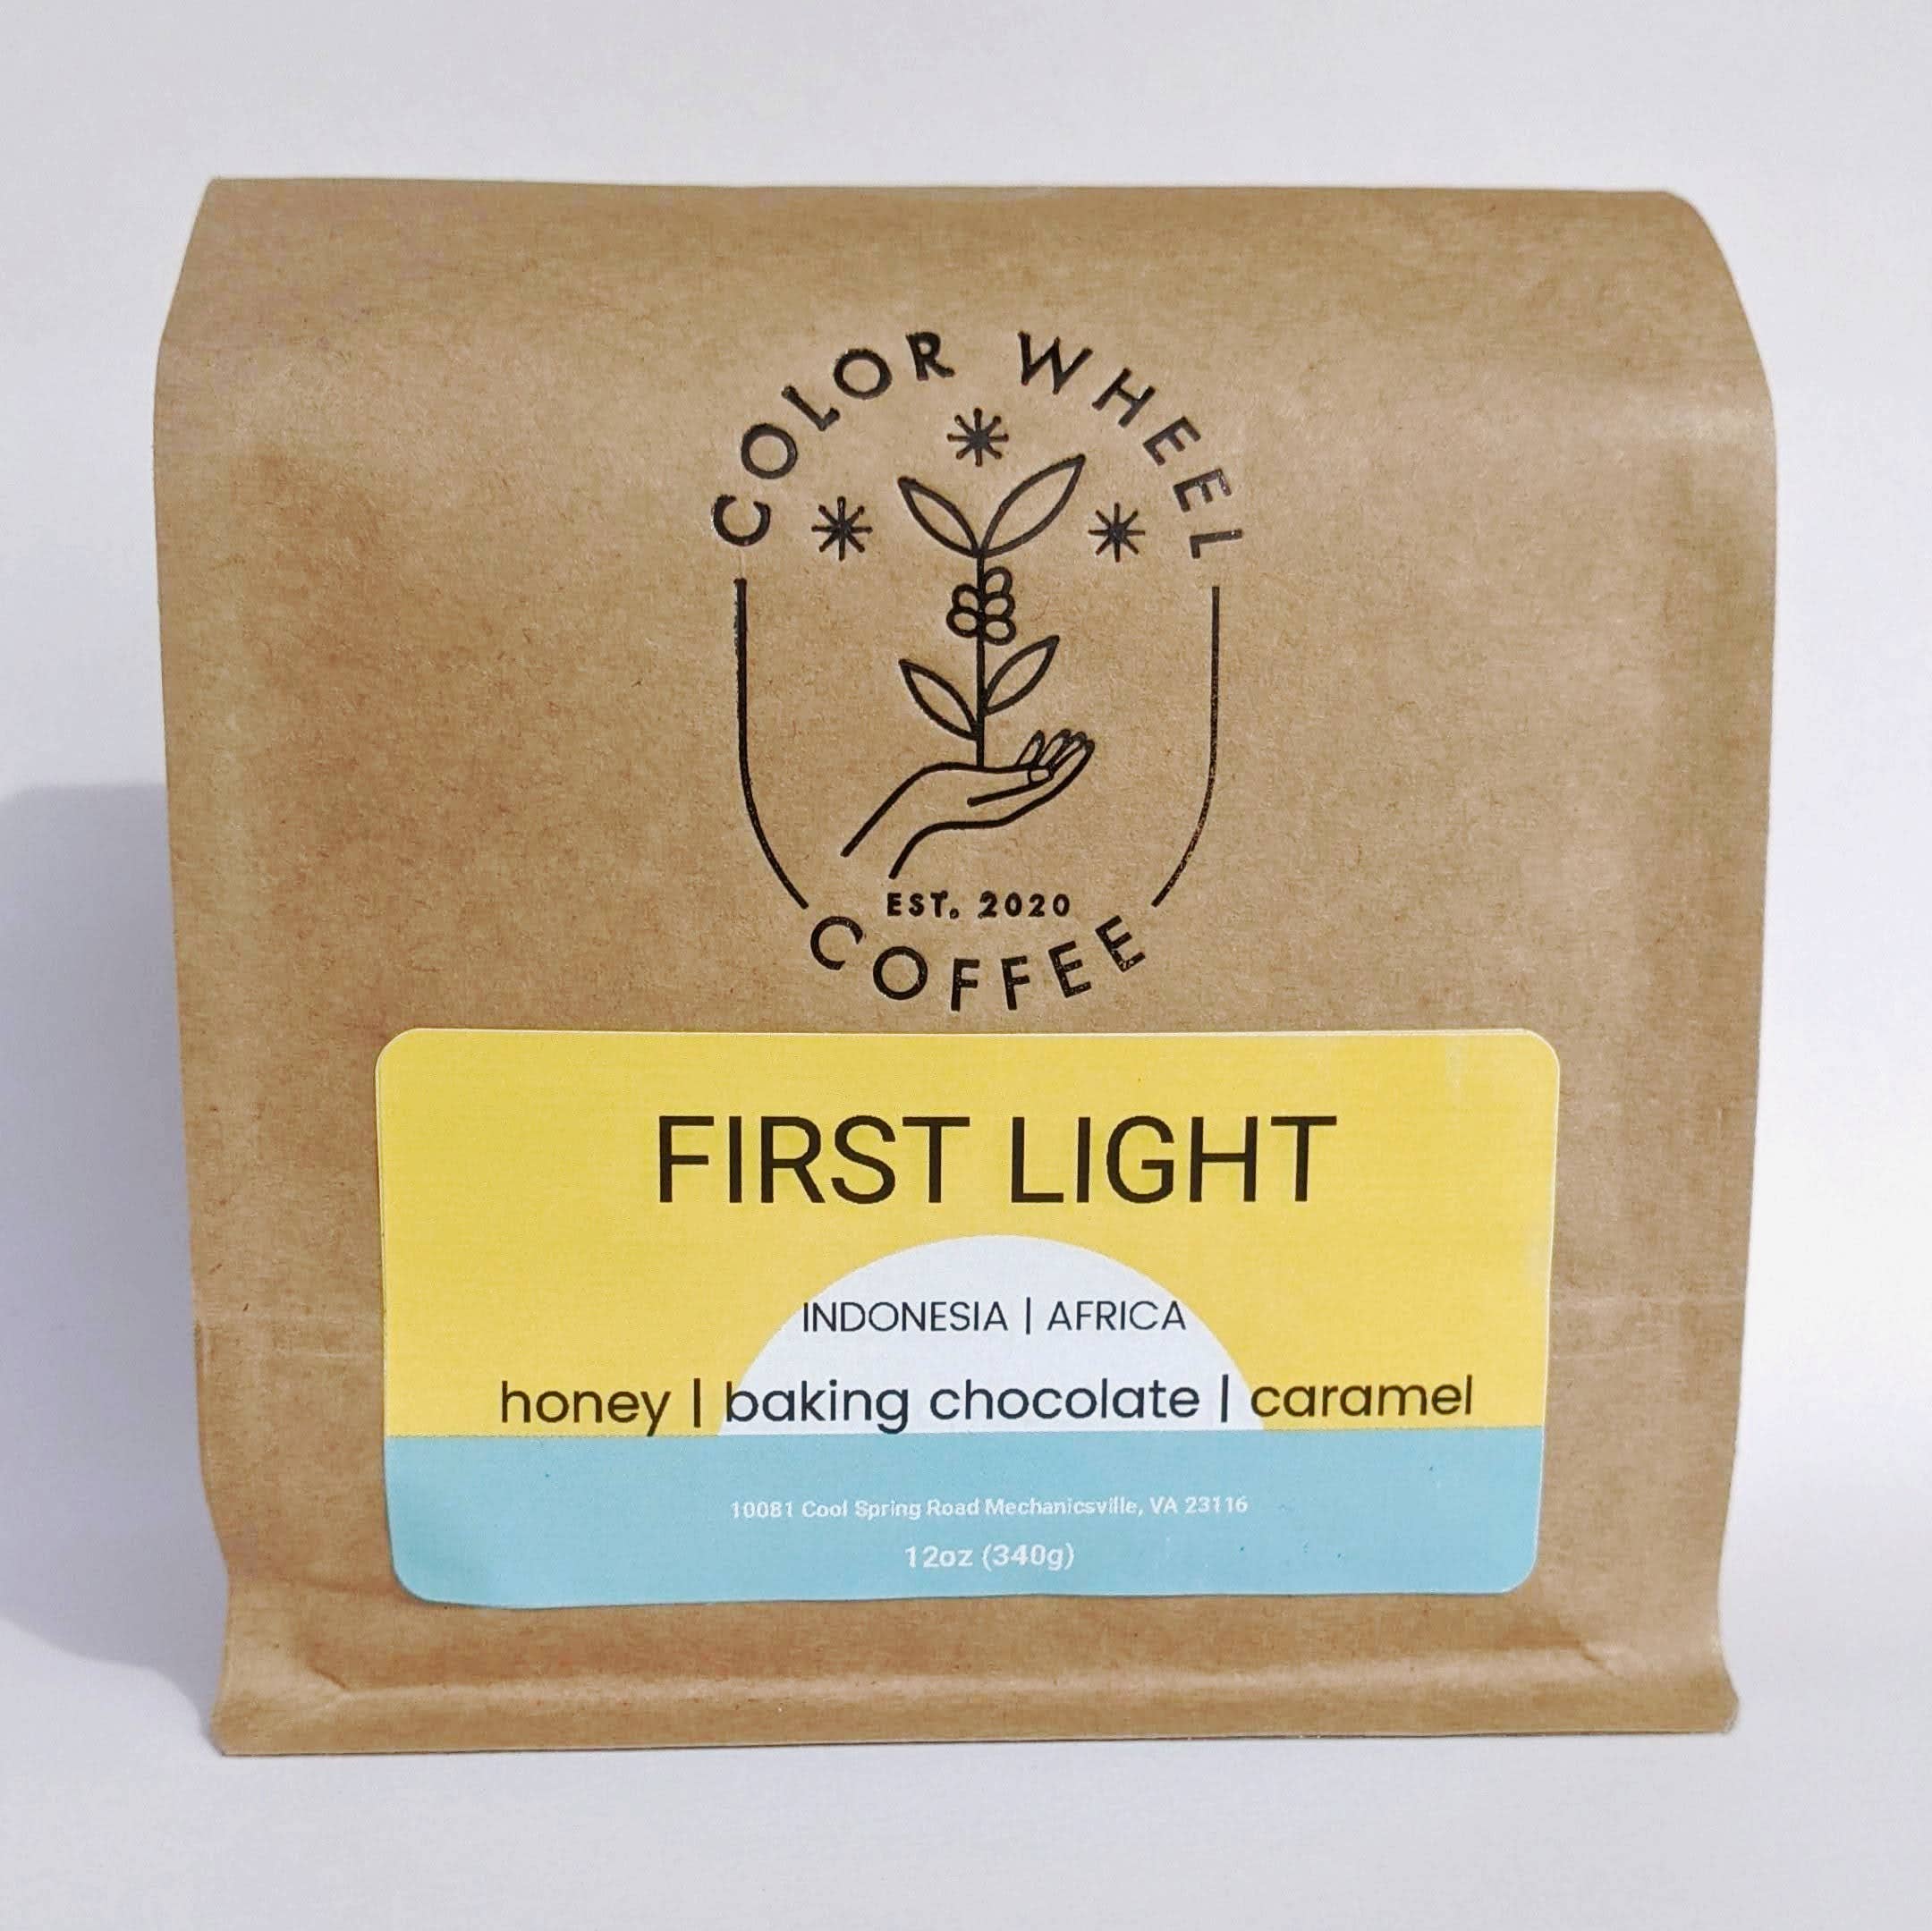 COLOR WHEEL
EST. 2020
COFFEE
FIRST LIGHT
INDONESIA | AFRICA
honey | baking chocolate | caramel
10081 Cool Spring Road Mechanicsville, VA 23116
12oz (340g)